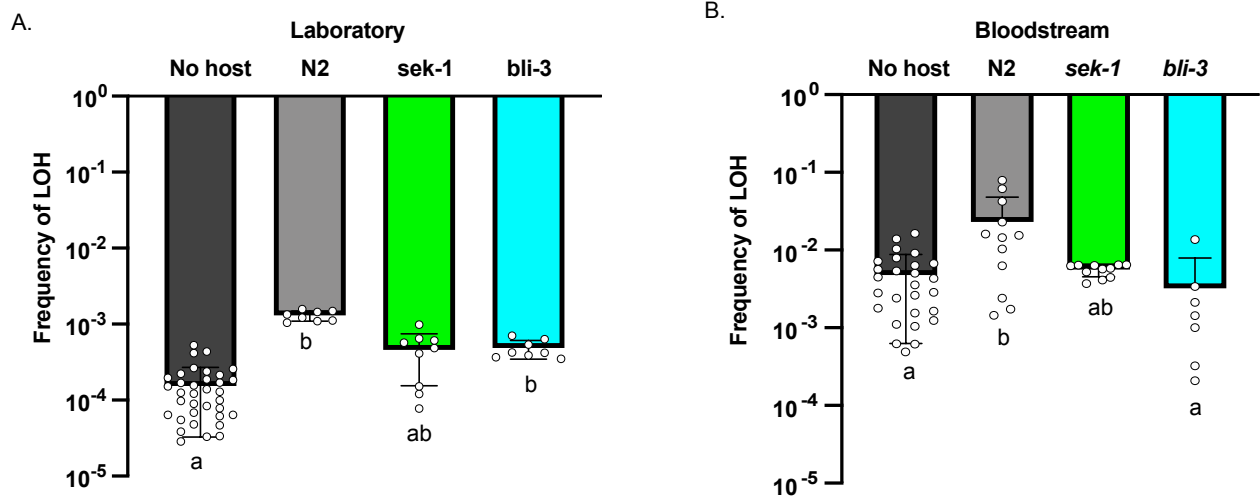 A.
Laboratory
No host N2 sek-1 bli-3
Frequency of LOH
10^0
10^-1
10^-2
10^-3
10^-4
10^-5
a
b
ab
b
B.
Bloodstream
No host N2 sek-1 bli-3
Frequency of LOH
10^0
10^-1
10^-2
10^-3
10^-4
10^-5
a
b
ab
a